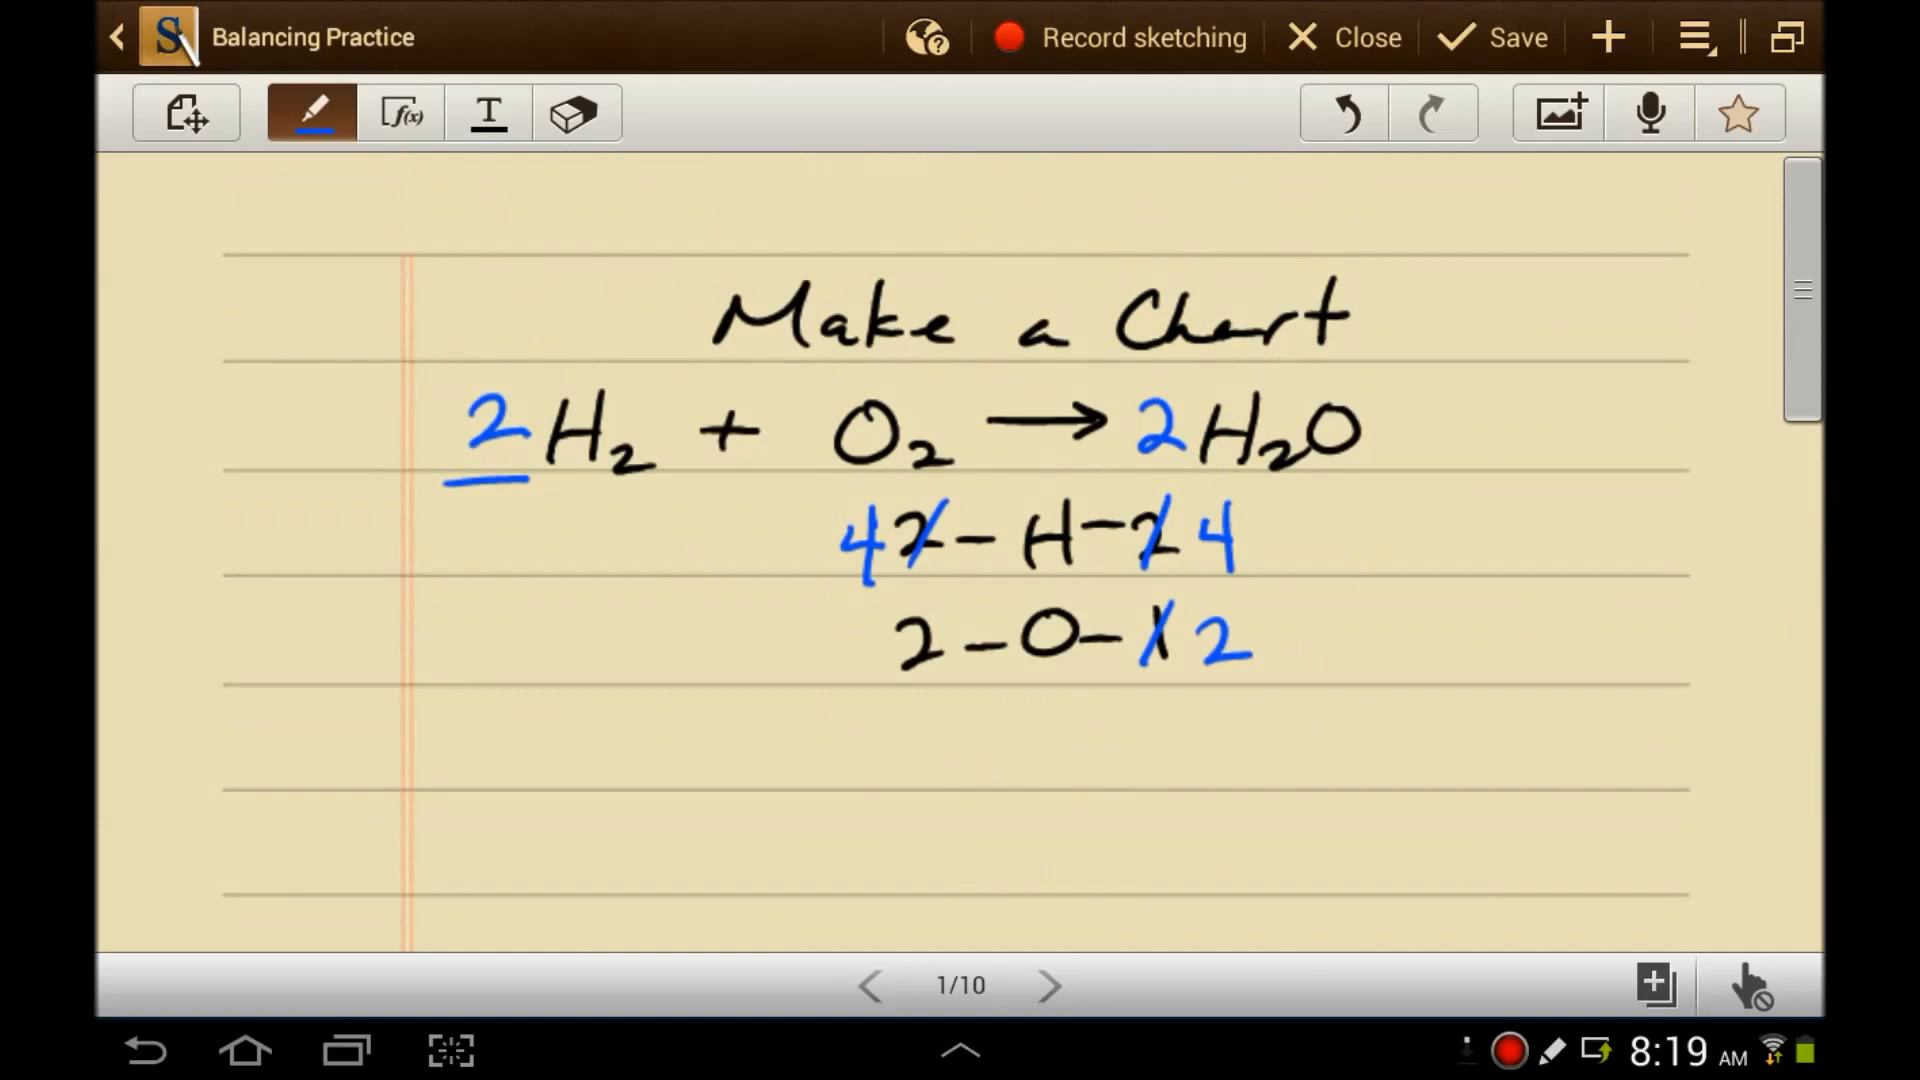 Balancing Practice Record sketching Close Save
f(x) T
Make a Chart
2H₂ + O₂ → 2H₂O
4 2 - H - 2 4
2 - O - 1 2
1/10
8:19 AM